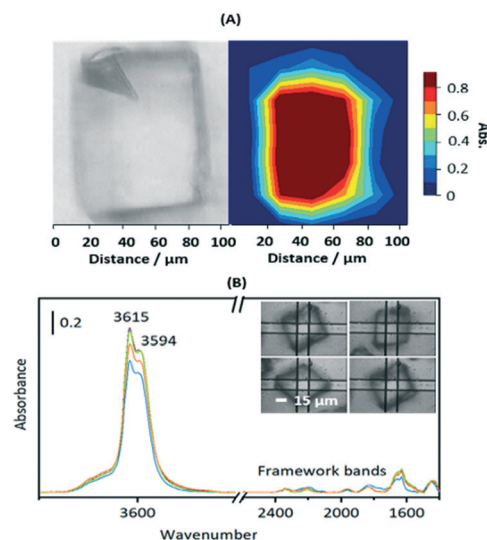 (A)
0.8
0.6
0.4
0.2
0
Abs.
0 20 40 60 80 100
Distance / µm
0 20 40 60 80 100
Distance / µm
(B)
0.2
3615
3594
15 µm
Framework bands
Absorbance
3600 2400 2000 1600
Wavenumber